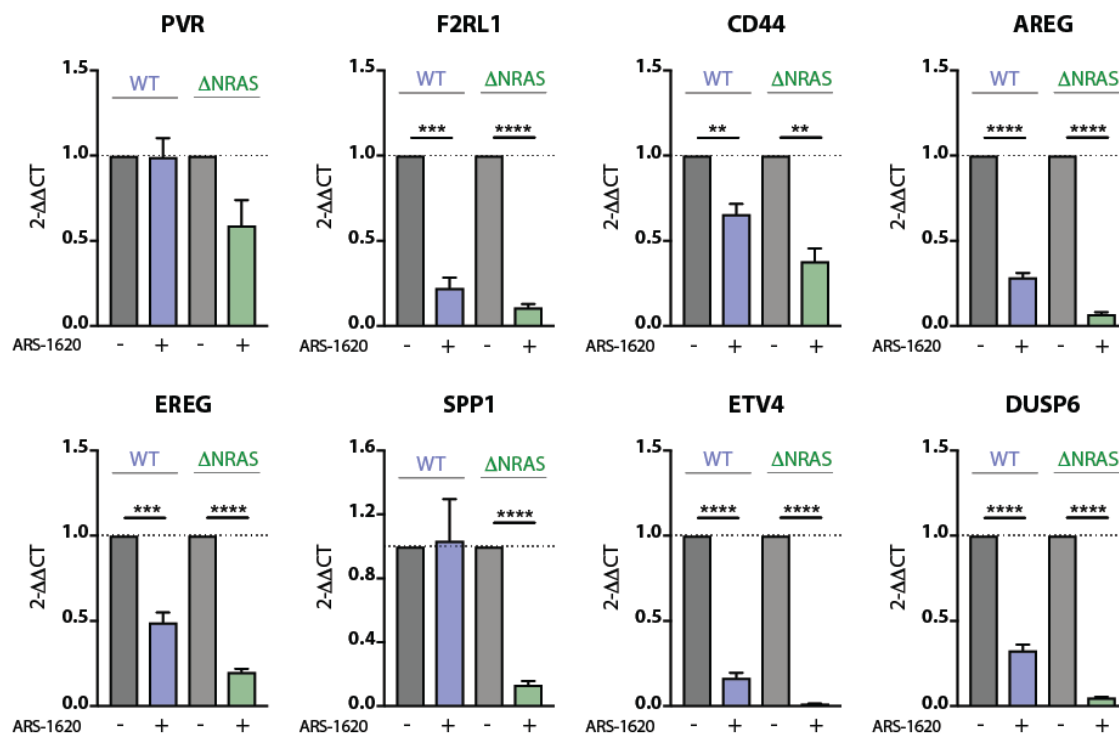 PVR F2RL1 CD44 AREG
1.5 1.5 1.5 1.5
WT ΔNRAS WT ΔNRAS WT ΔNRAS WT ΔNRAS
*** **** ** ** **** ****
1.0 1.0 1.0 1.0
2-ΔΔCT 2-ΔΔCT 2-ΔΔCT 2-ΔΔCT
0.5 0.5 0.5 0.5
0.0 0.0 0.0 0.0
ARS-1620 - + - + ARS-1620 - + - + ARS-1620 - + - + ARS-1620 - + - +
EREG SPP1 ETV4 DUSP6
1.5 1.6 1.5 1.5
WT ΔNRAS WT ΔNRAS WT ΔNRAS WT ΔNRAS
*** **** **** **** **** **** ****
1.2
1.0 1.0 1.0
2-ΔΔCT 2-ΔΔCT 2-ΔΔCT 2-ΔΔCT
0.8
0.5 0.5 0.5
0.4
0.0 0.0 0.0 0.0
ARS-1620 - + - + ARS-1620 - + - + ARS-1620 - + - + ARS-1620 - + - +